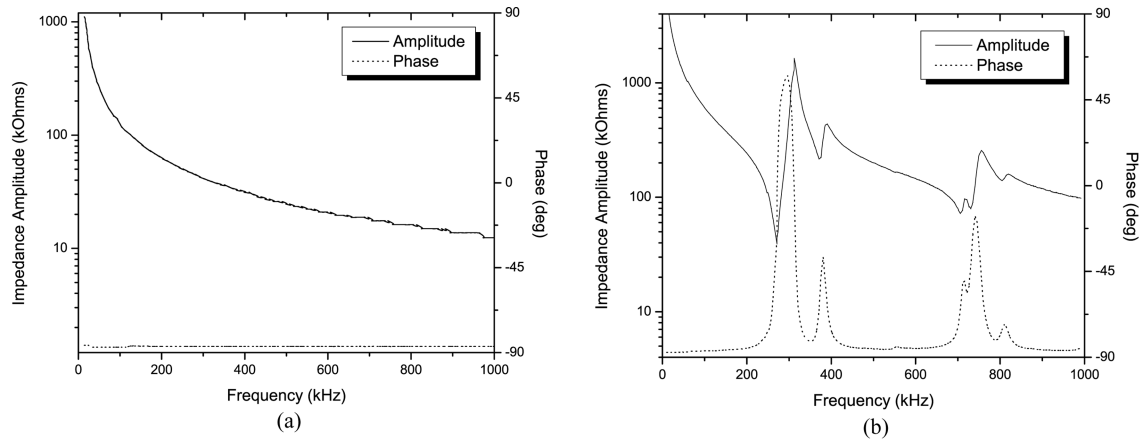 1000
100
10
Impedance Amplitude (kOhms)
0
200
400
600
800
1000
Frequency (kHz)
90
45
0
-45
-90
Phase (deg)
Amplitude
Phase
(a)
1000
100
10
Impedance Amplitude (kOhms)
0
200
400
600
800
1000
Frequency (kHz)
90
45
0
-45
-90
Phase (deg)
Amplitude
Phase
(b)